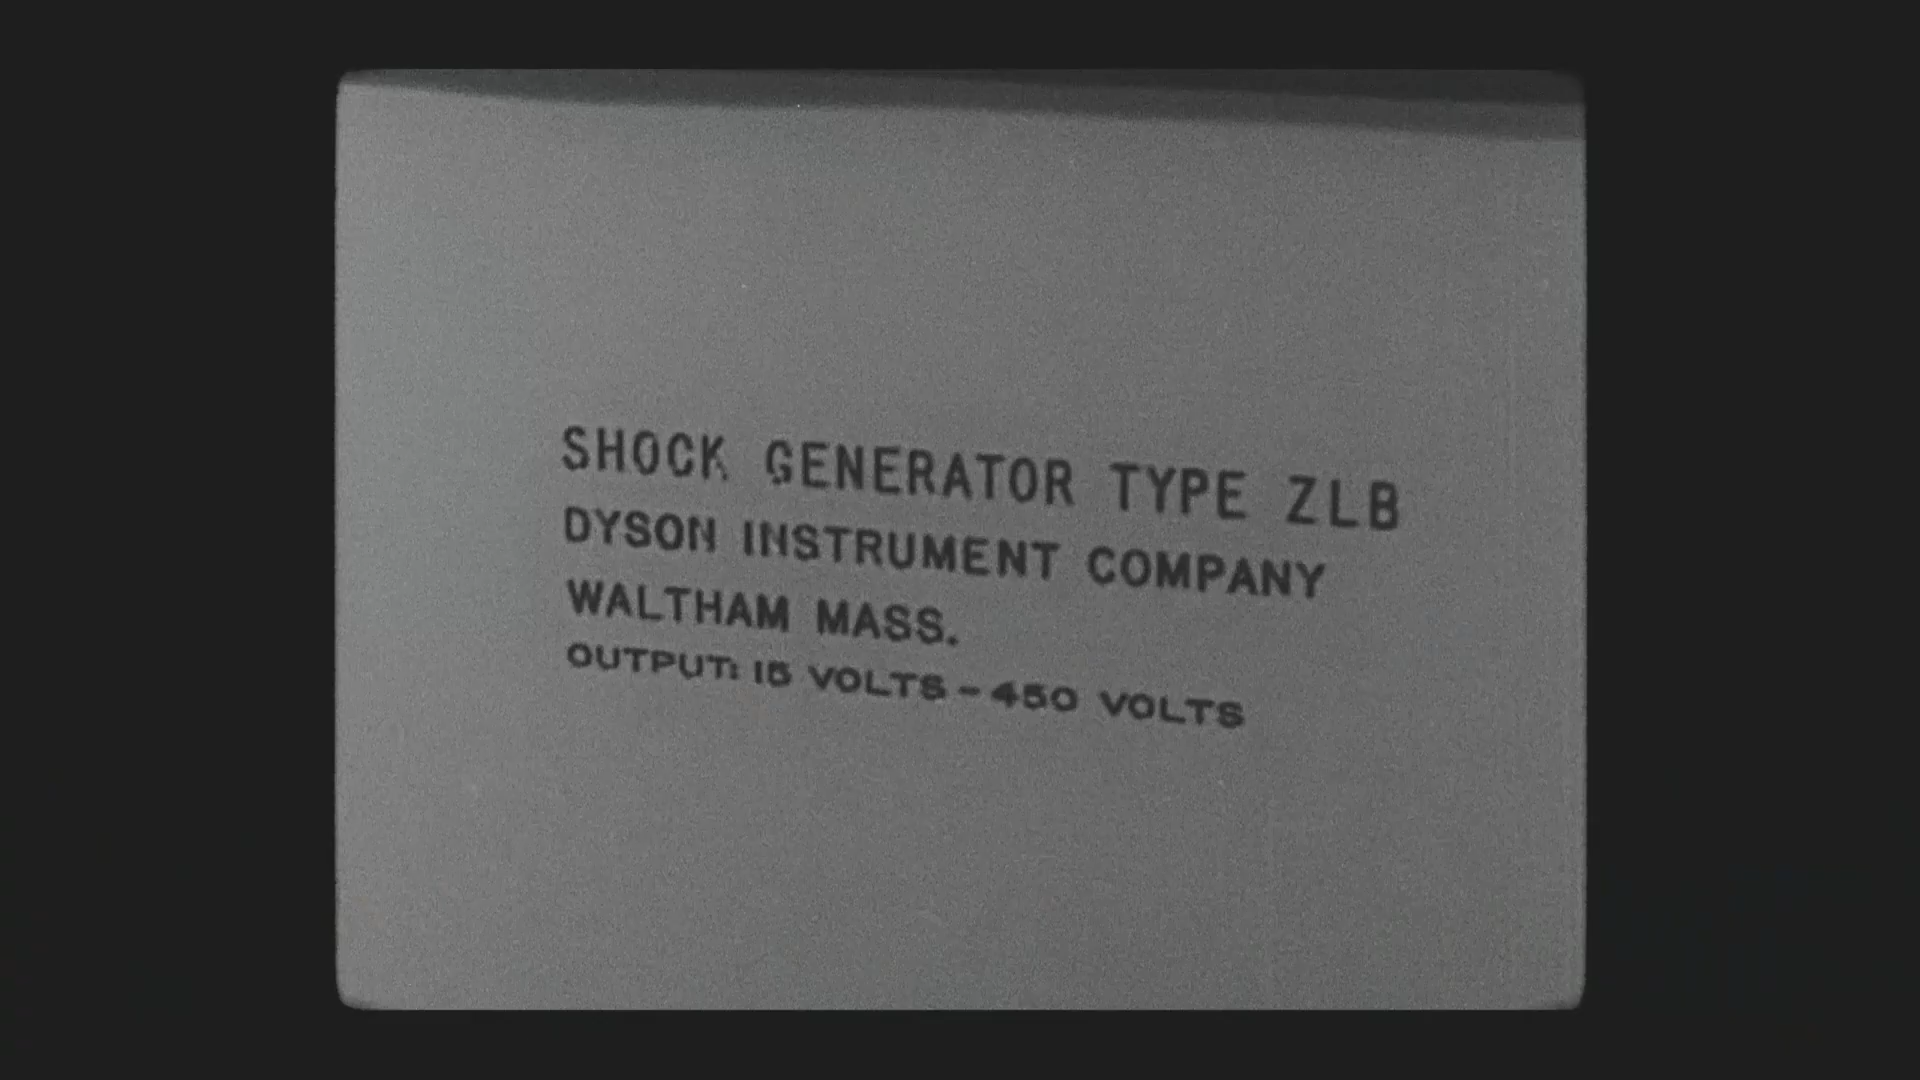 SHOCK GENERATOR TYPE ZLB
DYSON INSTRUMENT COMPANY
WALTHAM MASS.
OUTPUT: 15 VOLTS - 450 VOLTS